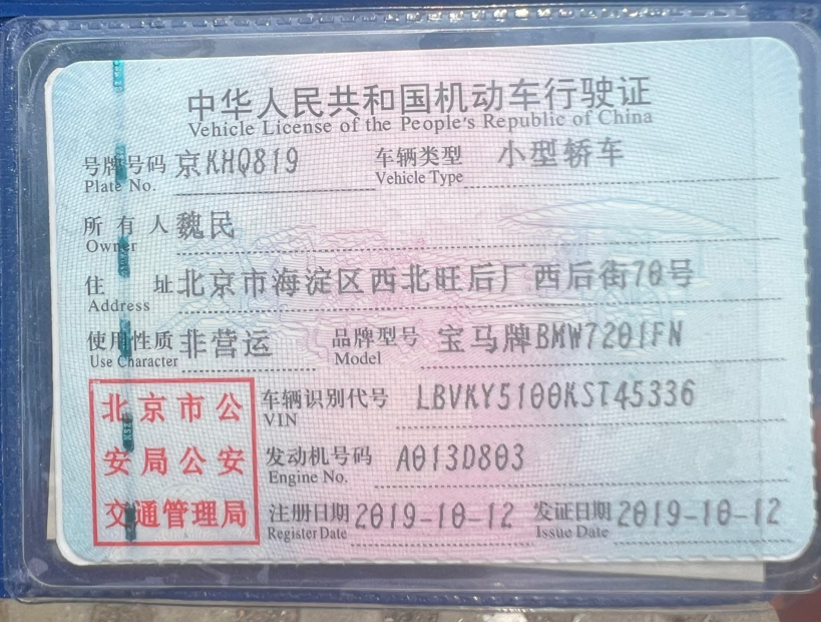 中华人民共和国机动车行驶证
Vehicle License of the People's Republic of China
号牌号码 京KHQ819 车辆类型 小型轿车
Plate No. Vehicle Type
所有人 魏民
Owner
住址 北京市海淀区西北旺后厂西后街70号
Address
使用性质 非营运 品牌型号 宝马牌BMW7201FN
Use Character Model
北京市公
安局公安
交通管理局
车辆识别代号 LBVKY5100KST45336
VIN
发动机号码 A013D803
Engine No.
注册日期 2019-10-12 发证日期 2019-10-12
Register Date Issue Date